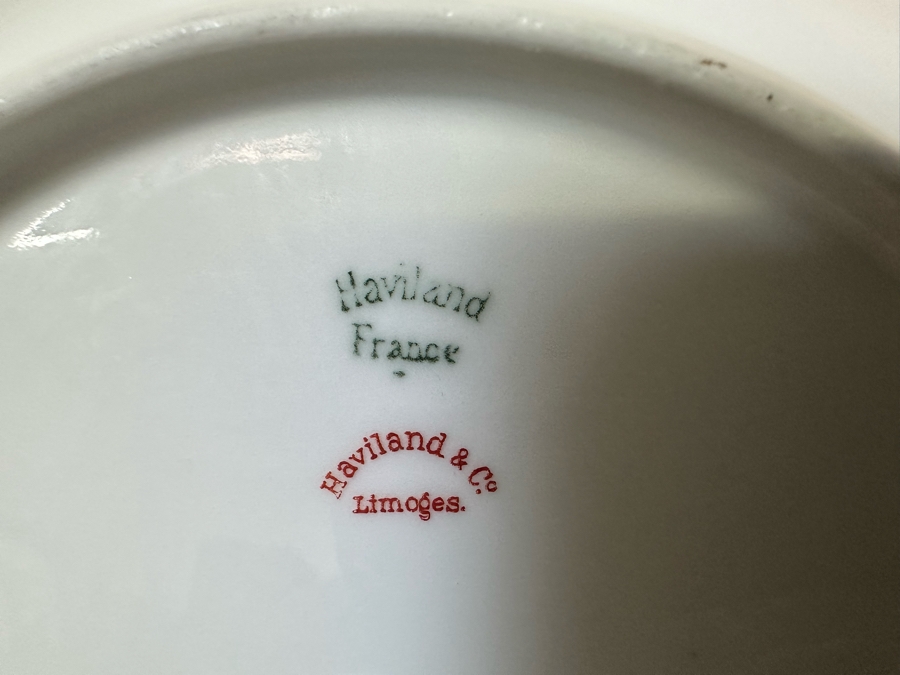 Haviland
France
Haviland & Co.
Limoges.